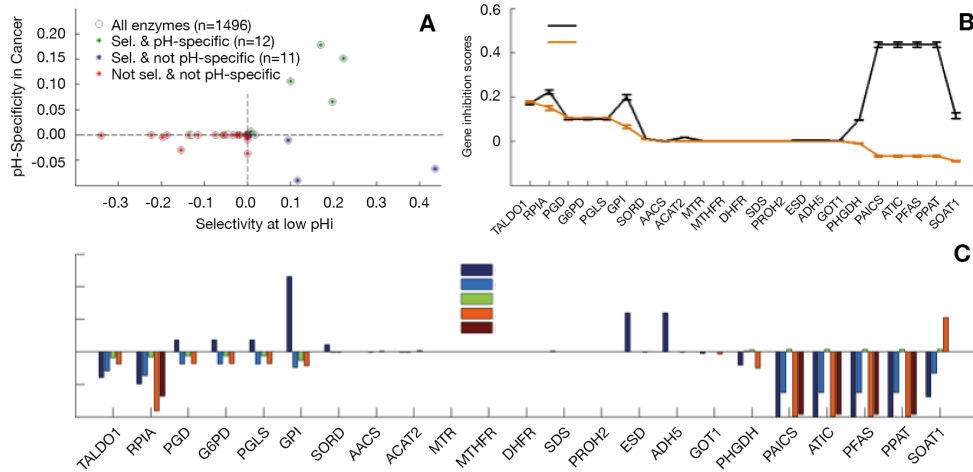 A
All enzymes (n=1496)
Sel. & pH-specific (n=12)
Sel. & not pH-specific (n=11)
Not sel. & not pH-specific
pH-Specificity in Cancer
0.20
0.15
0.10
0.05
0.00
-0.05
-0.3 -0.2 -0.1 0.0 0.1 0.2 0.3 0.4
Selectivity at low pHi
B
Gene inhibition scores
0.6
0.4
0.2
0
TALDO1 RPIA PGD G6PD PGLS GPI SORD AACS ACAT2 MTR MTHFR DHFR SDS PROH2 ESD ADH5 GOT1 PHGDH PAICS ATIC PFAS PPAT SOAT1
C
TALDO1 RPIA PGD G6PD PGLS GPI SORD AACS ACAT2 MTR MTHFR DHFR SDS PROH2 ESD ADH5 GOT1 PHGDH PAICS ATIC PFAS PPAT SOAT1